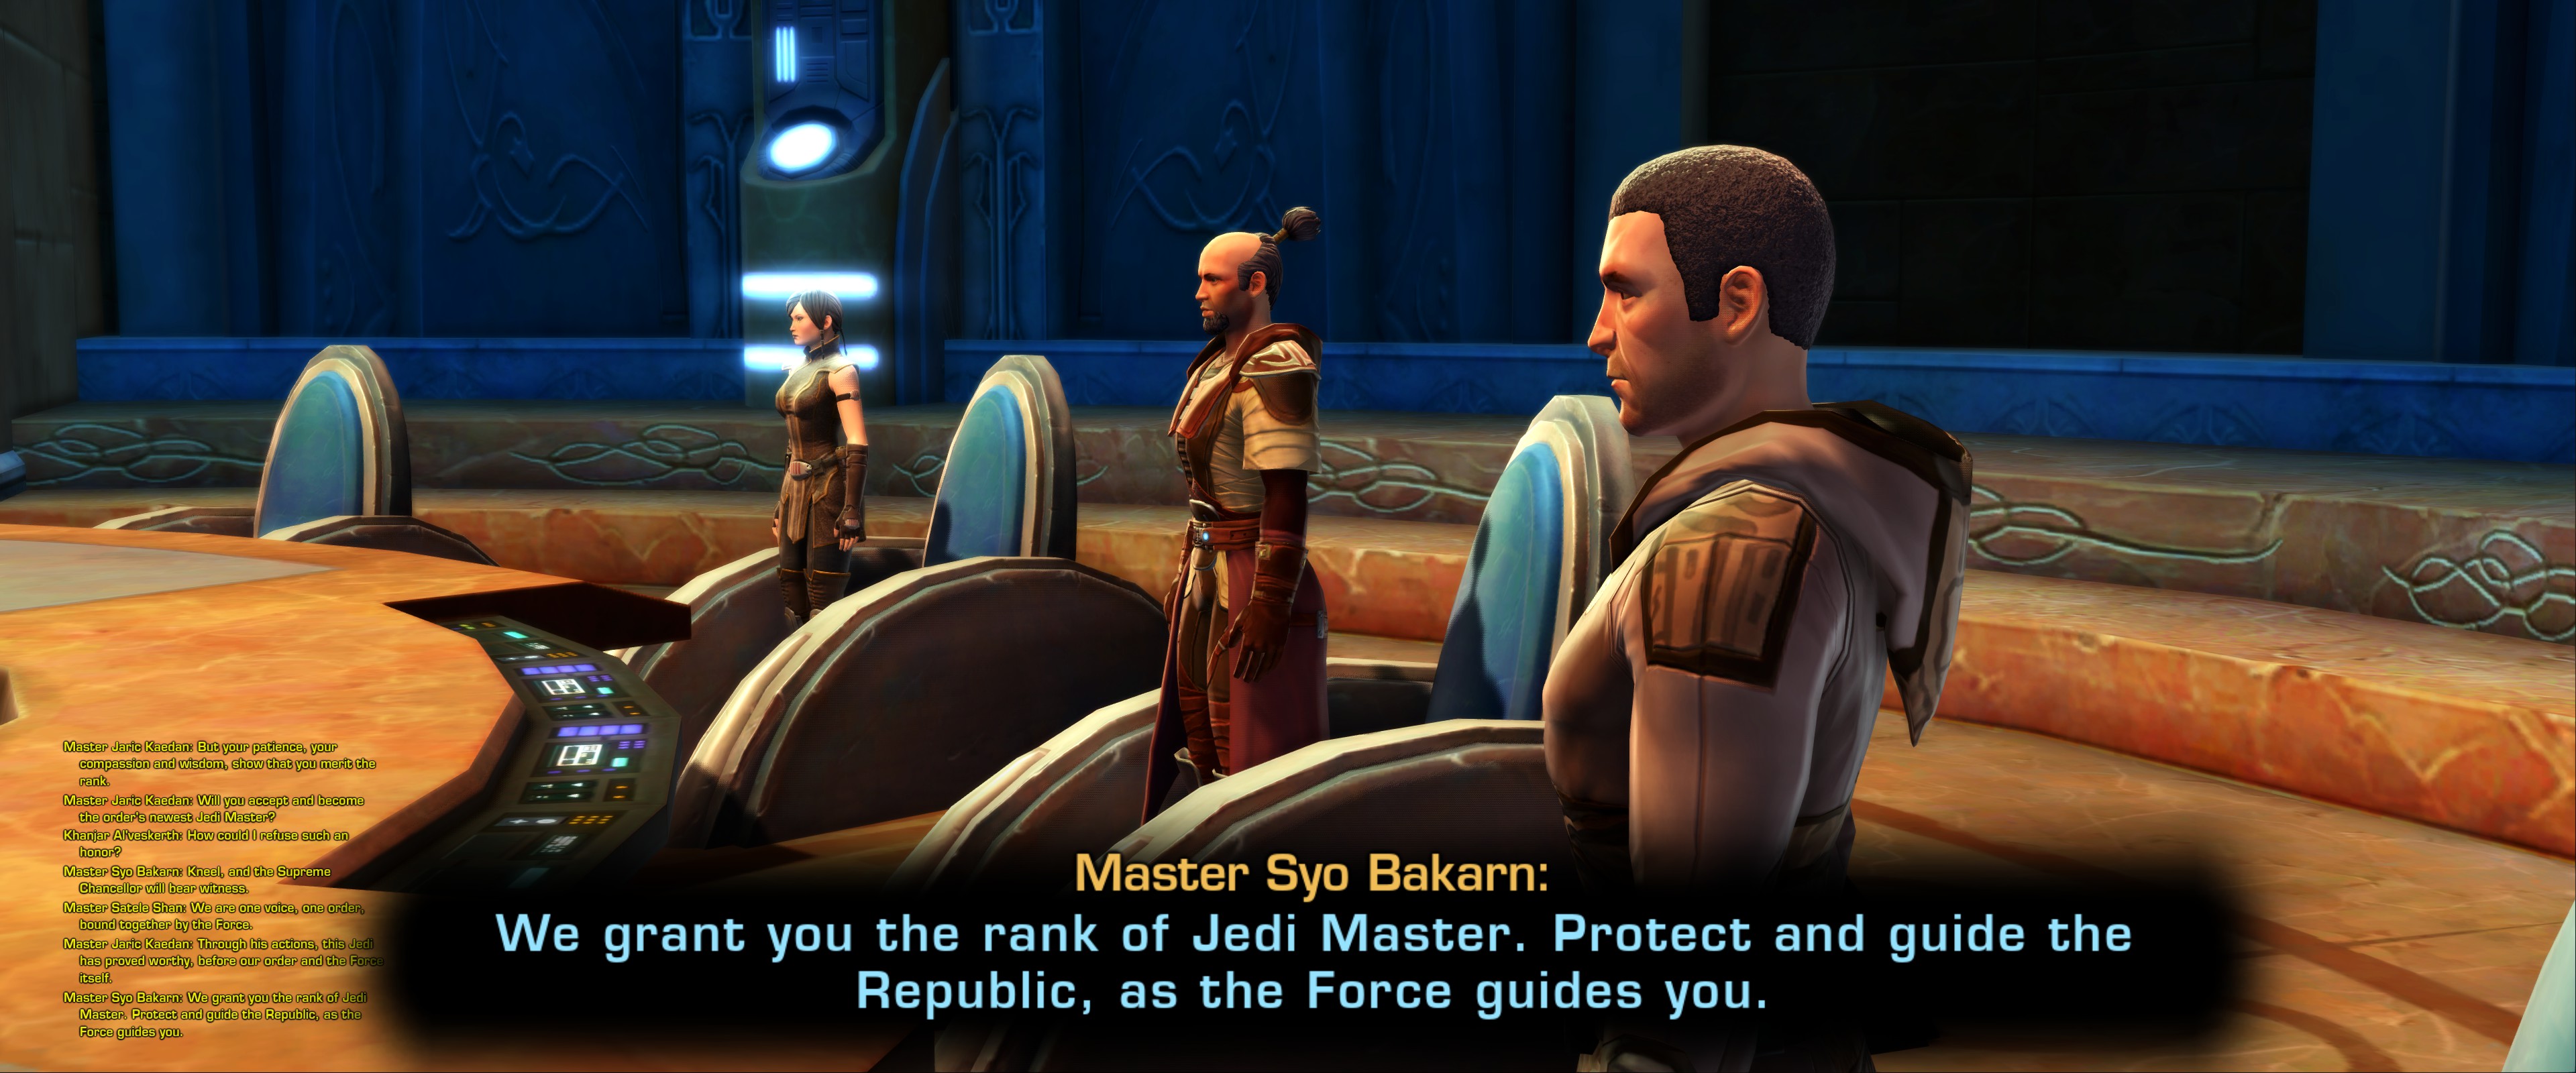 Master Jaric Kaedan: But your patience, your
compassion and wisdom, show that you merit the
rank.
Master Jaric Kaedan: Will you accept and become
the order's newest Jedi Master?
Khanjar Al'veskerth: How could I refuse such an
honor?
Master Syo Bakarn: Kneel, and the Supreme
Chancellor will bear witness.
Master Satele Shan: We are one voice, one order,
bound together by the Force.
Master Jaric Kaedan: Through his actions, this Jedi
has proved worthy, before our order and the Force
itself.
Master Syo Bakarn: We grant you the rank of Jedi
Master. Protect and guide the Republic, as the
Force guides you.
Master Syo Bakarn:
We grant you the rank of Jedi Master. Protect and guide the
Republic, as the Force guides you.